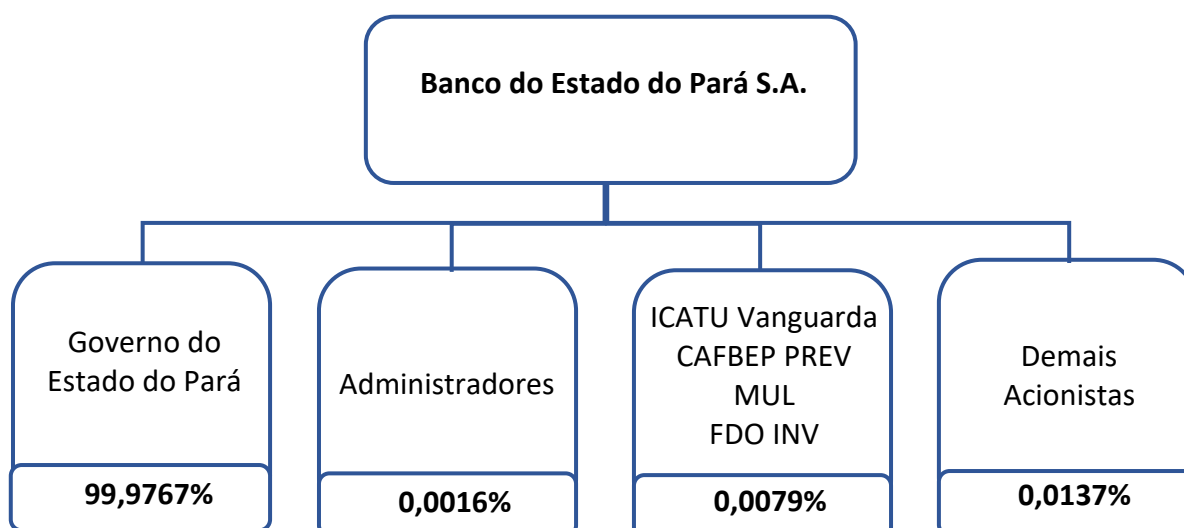 Banco do Estado do Pará S.A.
Governo do
Estado do Pará
99,9767%
Administradores
0,0016%
ICATU Vanguarda
CAFBEP PREV
MUL
FDO INV
0,0079%
Demais
Acionistas
0,0137%